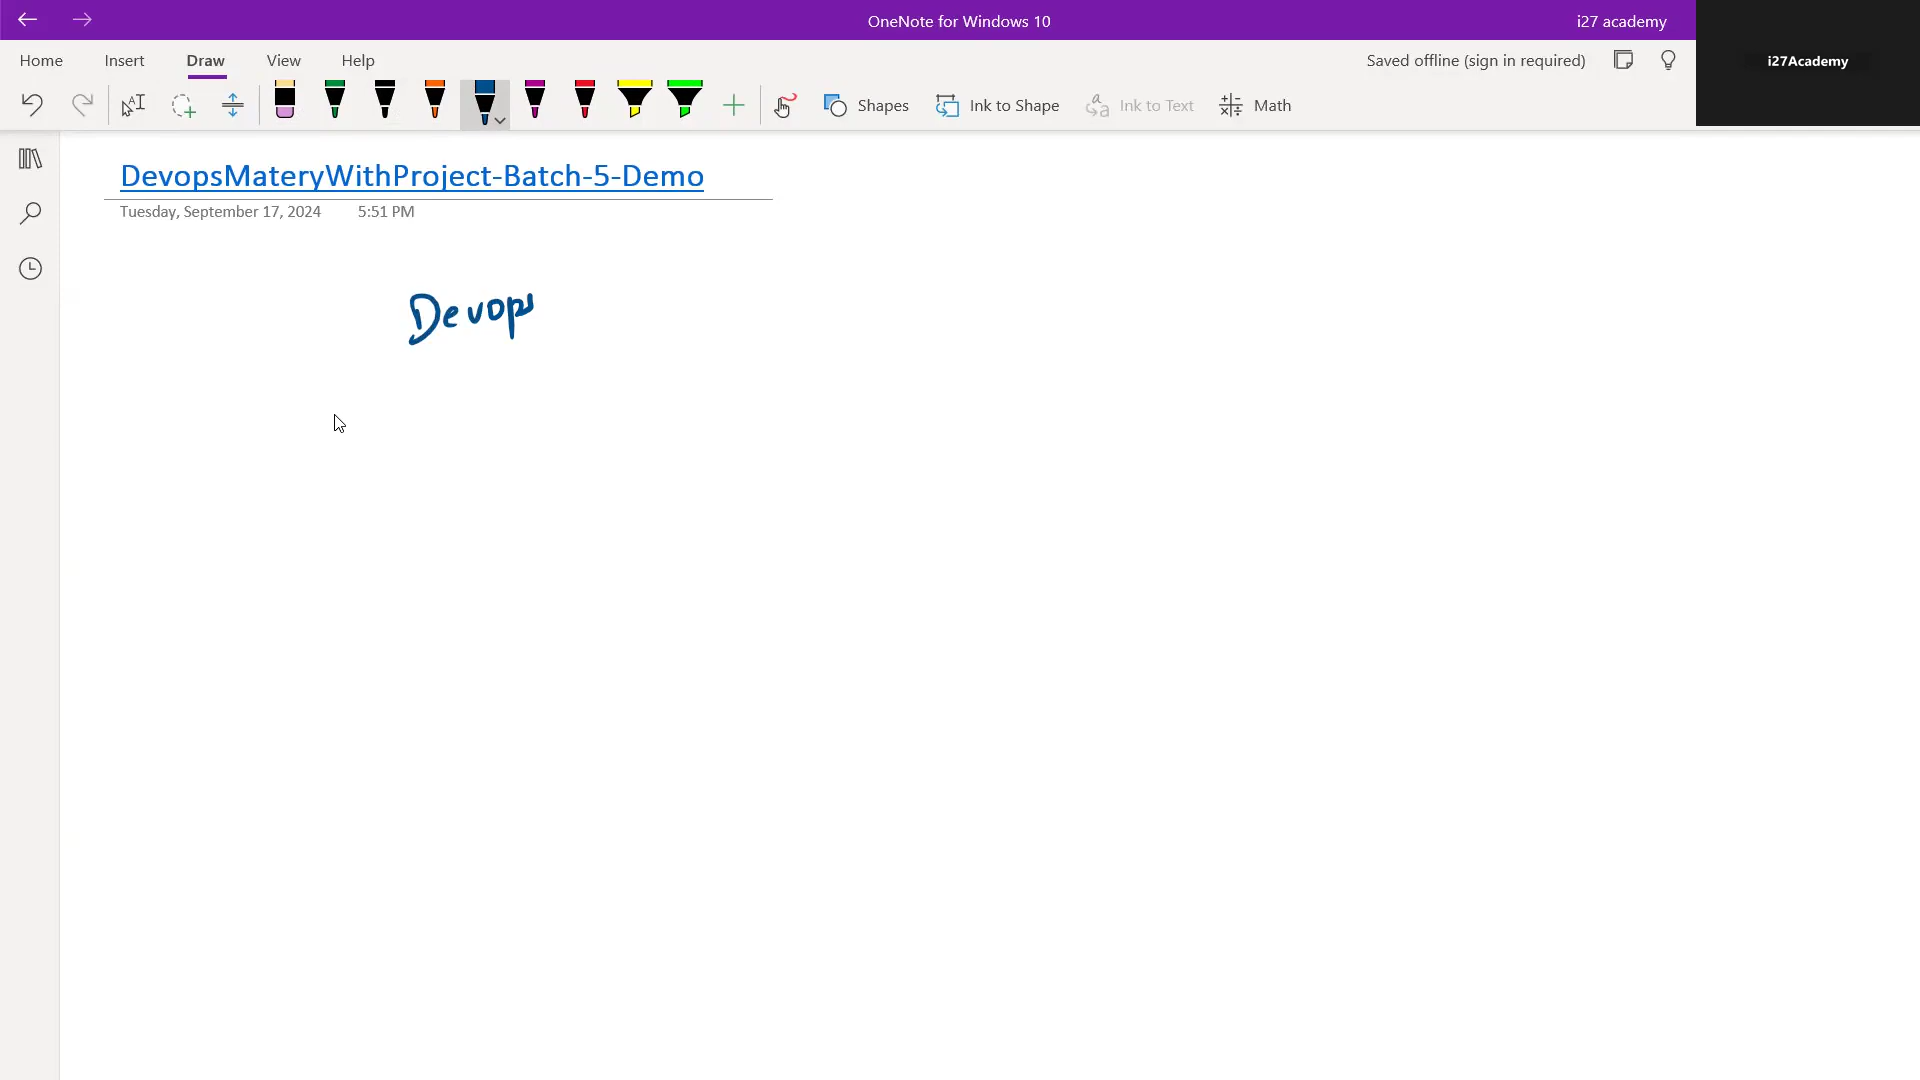 OneNote for Windows 10
i27 academy
i27Academy
Home Insert Draw View Help
Saved offline (sign in required)
Shapes Ink to Shape Ink to Text Math
DevopsMateryWithProject-Batch-5-Demo
Tuesday, September 17, 2024 5:51 PM
Devops